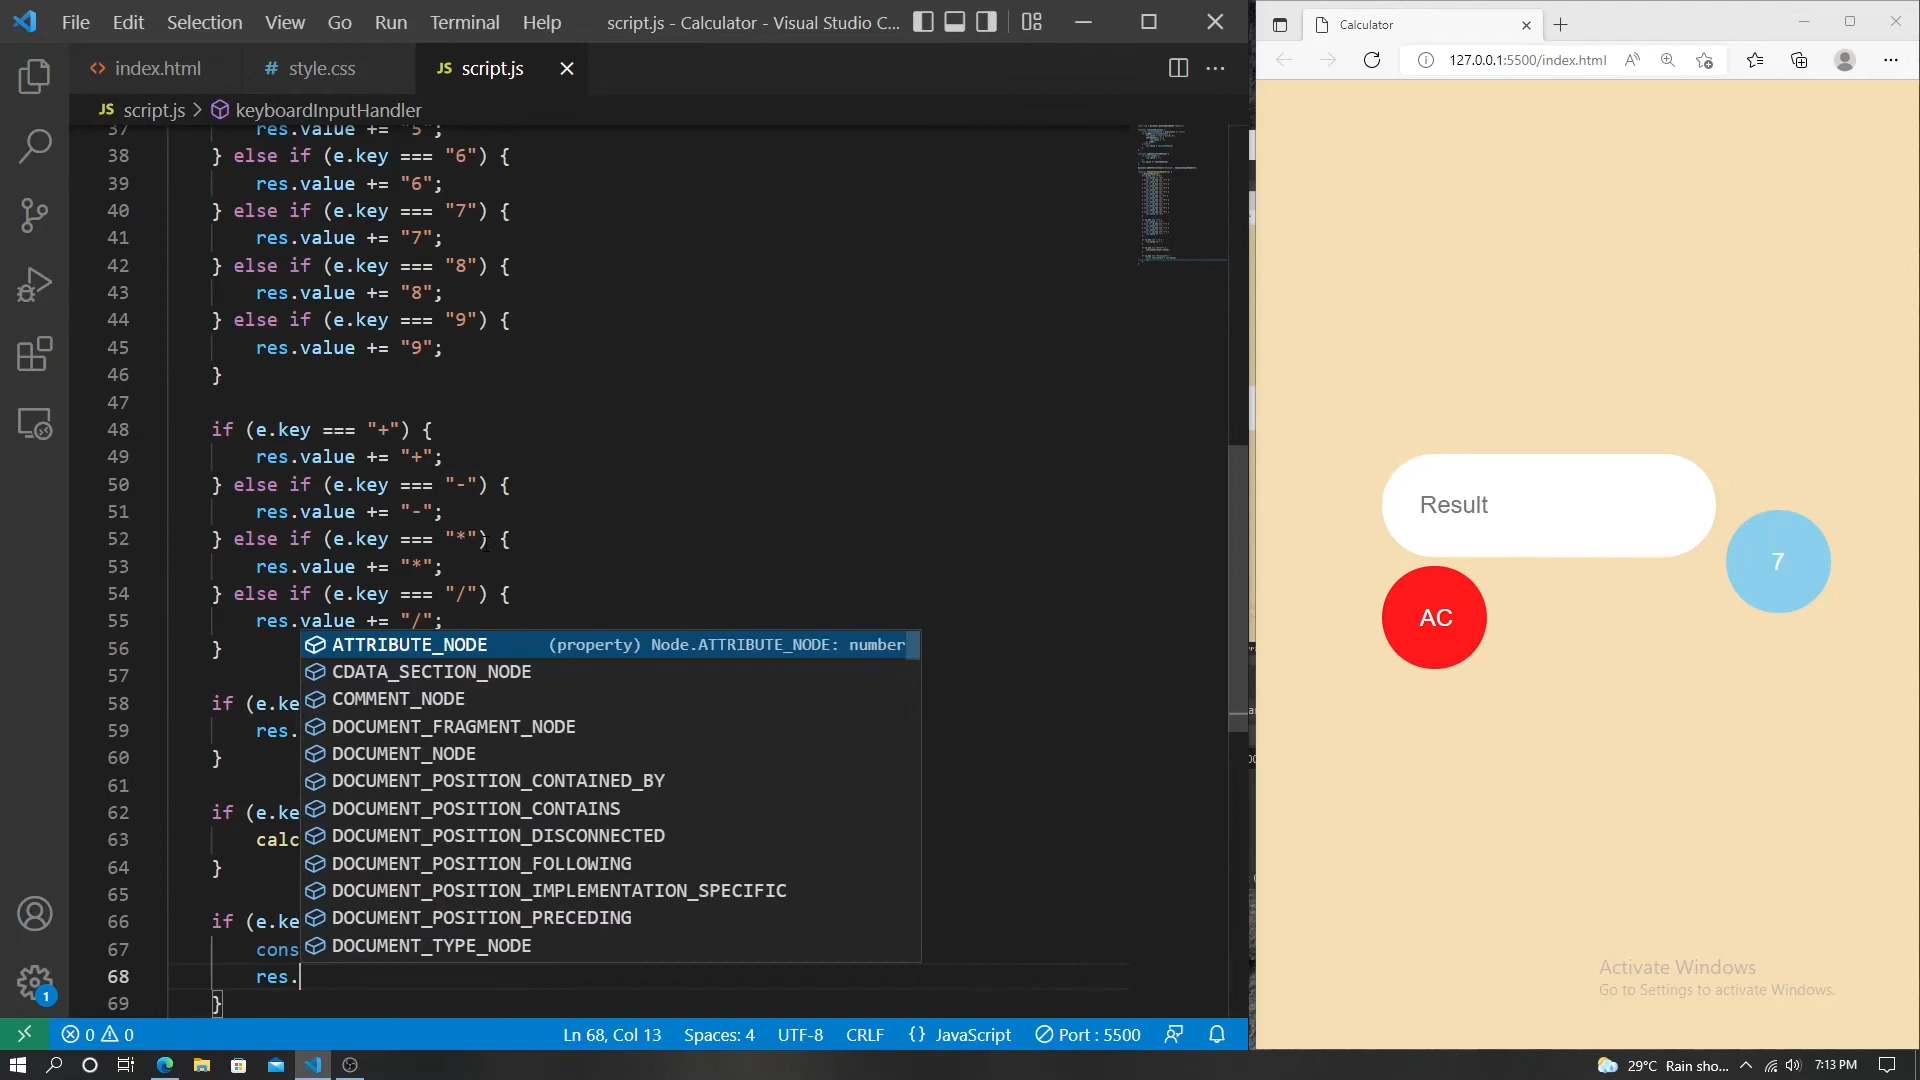 File Edit Selection View Go Run Terminal Help script.js - Calculator - Visual Studio C...
index.html # style.css JS script.js
JS script.js > keyboardInputHandler
37 res.value += "5";
38 } else if (e.key === "6") {
39 res.value += "6";
40 } else if (e.key === "7") {
41 res.value += "7";
42 } else if (e.key === "8") {
43 res.value += "8";
44 } else if (e.key === "9") {
45 res.value += "9";
46 }
47
48 if (e.key === "+") {
49 res.value += "+";
50 } else if (e.key === "-") {
51 res.value += "-";
52 } else if (e.key === "*") {
53 res.value += "*";
54 } else if (e.key === "/") {
55 res.value += "/";
56 }
57
58 if (e.ke
59 res.
60 }
61
62 if (e.ke
63 calc
64 }
65
66 if (e.ke
67 cons
68 res.
69 }
ATTRIBUTE_NODE (property) Node.ATTRIBUTE_NODE: number
CDATA_SECTION_NODE
COMMENT_NODE
DOCUMENT_FRAGMENT_NODE
DOCUMENT_NODE
DOCUMENT_POSITION_CONTAINED_BY
DOCUMENT_POSITION_CONTAINS
DOCUMENT_POSITION_DISCONNECTED
DOCUMENT_POSITION_FOLLOWING
DOCUMENT_POSITION_IMPLEMENTATION_SPECIFIC
DOCUMENT_POSITION_PRECEDING
DOCUMENT_TYPE_NODE
1
0 0 Ln 68, Col 13 Spaces: 4 UTF-8 CRLF {} JavaScript Port : 5500
Calculator
127.0.0.1:5500/index.html
Result
7
AC
Activate Windows
Go to Settings to activate Windows.
29°C Rain sho... 7:13 PM